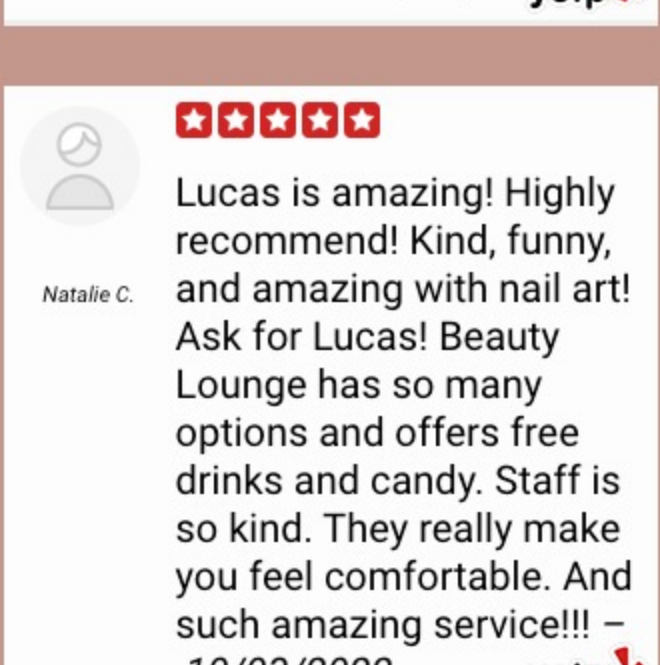 Natalie C.
Lucas is amazing! Highly
recommend! Kind, funny,
and amazing with nail art!
Ask for Lucas! Beauty
Lounge has so many
options and offers free
drinks and candy. Staff is
so kind. They really make
you feel comfortable. And
such amazing service!!! –